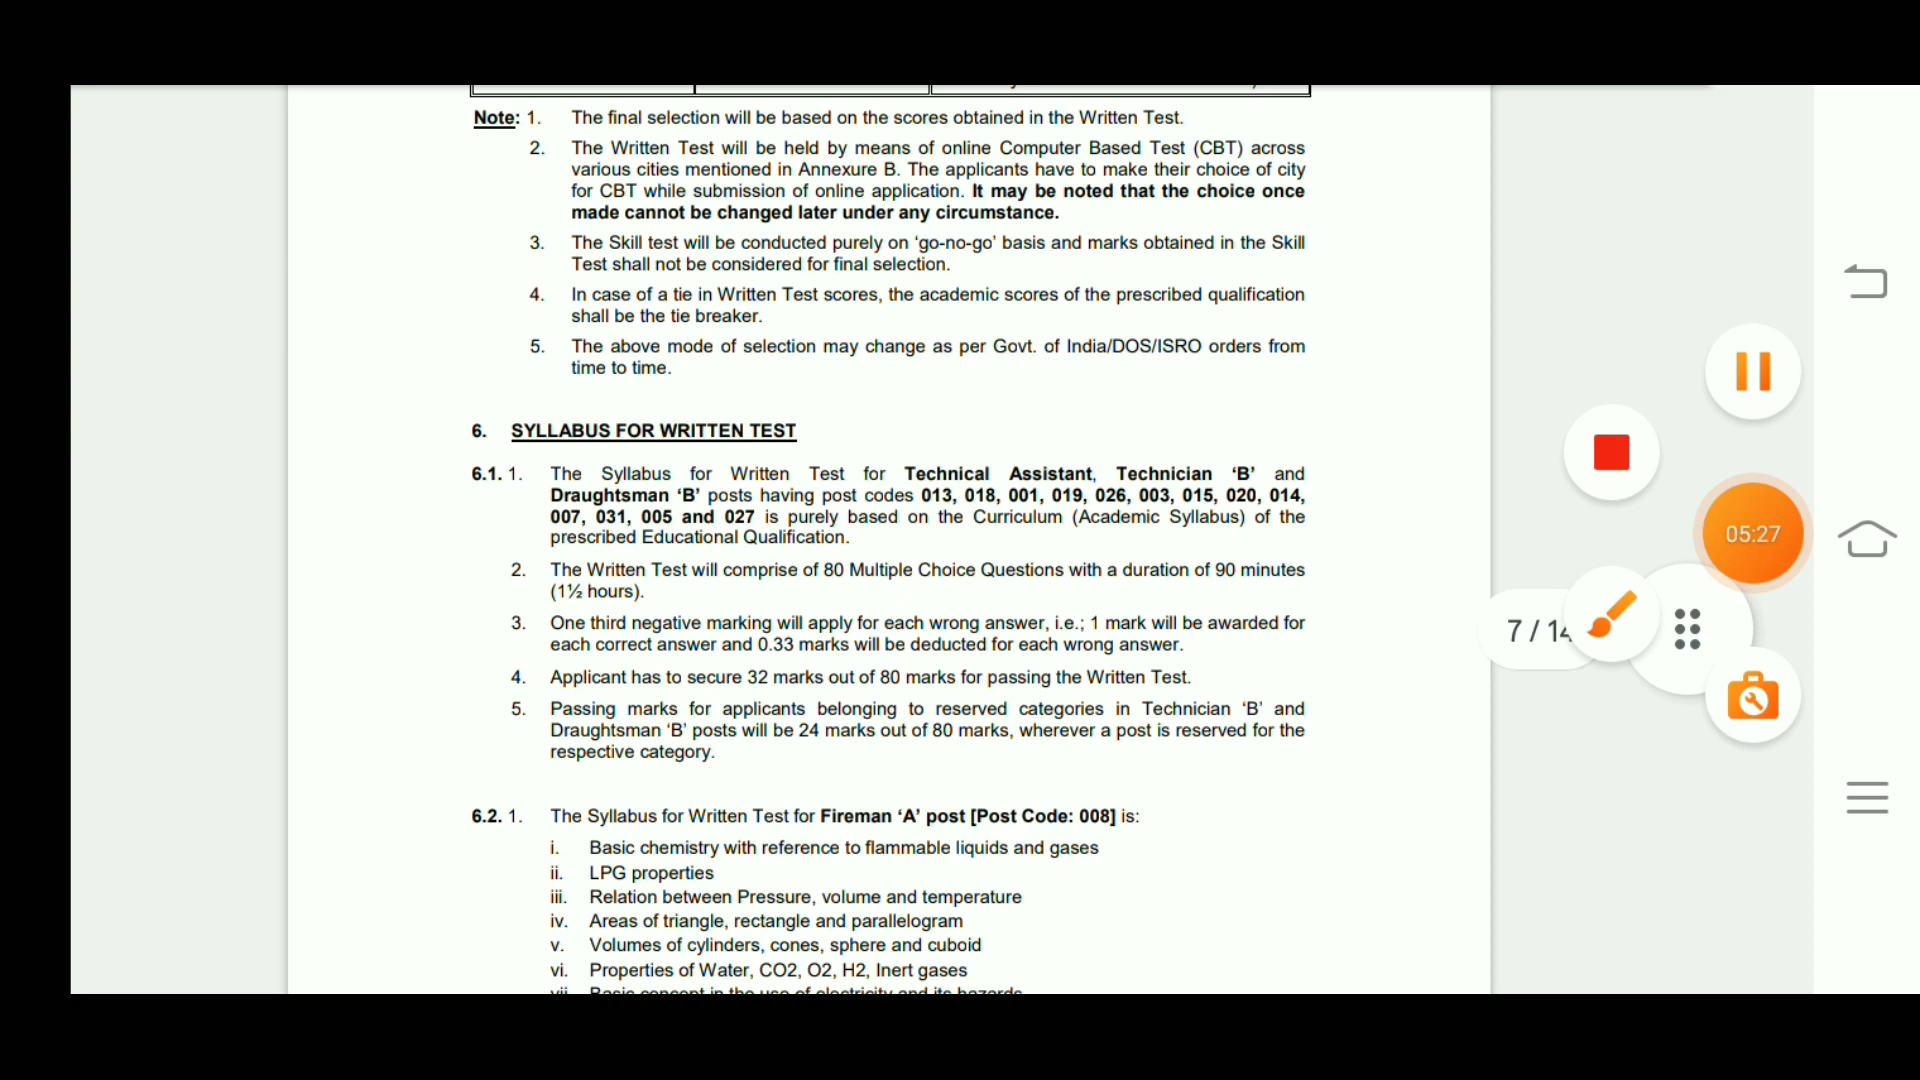 Note: 1. The final selection will be based on the scores obtained in the Written Test.
2. The Written Test will be held by means of online Computer Based Test (CBT) across
various cities mentioned in Annexure B. The applicants have to make their choice of city
for CBT while submission of online application. It may be noted that the choice once
made cannot be changed later under any circumstance.
3. The Skill test will be conducted purely on ‘go-no-go’ basis and marks obtained in the Skill
Test shall not be considered for final selection.
4. In case of a tie in Written Test scores, the academic scores of the prescribed qualification
shall be the tie breaker.
5. The above mode of selection may change as per Govt. of India/DOS/ISRO orders from
time to time.
6. SYLLABUS FOR WRITTEN TEST
6.1. 1. The Syllabus for Written Test for Technical Assistant, Technician ‘B’ and
Draughtsman ‘B’ posts having post codes 013, 018, 001, 019, 026, 003, 015, 020, 014,
007, 031, 005 and 027 is purely based on the Curriculum (Academic Syllabus) of the
prescribed Educational Qualification.
2. The Written Test will comprise of 80 Multiple Choice Questions with a duration of 90 minutes
(1½ hours).
3. One third negative marking will apply for each wrong answer, i.e.; 1 mark will be awarded for
each correct answer and 0.33 marks will be deducted for each wrong answer.
4. Applicant has to secure 32 marks out of 80 marks for passing the Written Test.
5. Passing marks for applicants belonging to reserved categories in Technician ‘B’ and
Draughtsman ‘B’ posts will be 24 marks out of 80 marks, wherever a post is reserved for the
respective category.
6.2. 1. The Syllabus for Written Test for Fireman ‘A’ post [Post Code: 008] is:
i. Basic chemistry with reference to flammable liquids and gases
ii. LPG properties
iii. Relation between Pressure, volume and temperature
iv. Areas of triangle, rectangle and parallelogram
v. Volumes of cylinders, cones, sphere and cuboid
vi. Properties of Water, CO2, O2, H2, Inert gases
vii. Basic concept in the use of electricity and its hazards
05:27
7 / 14